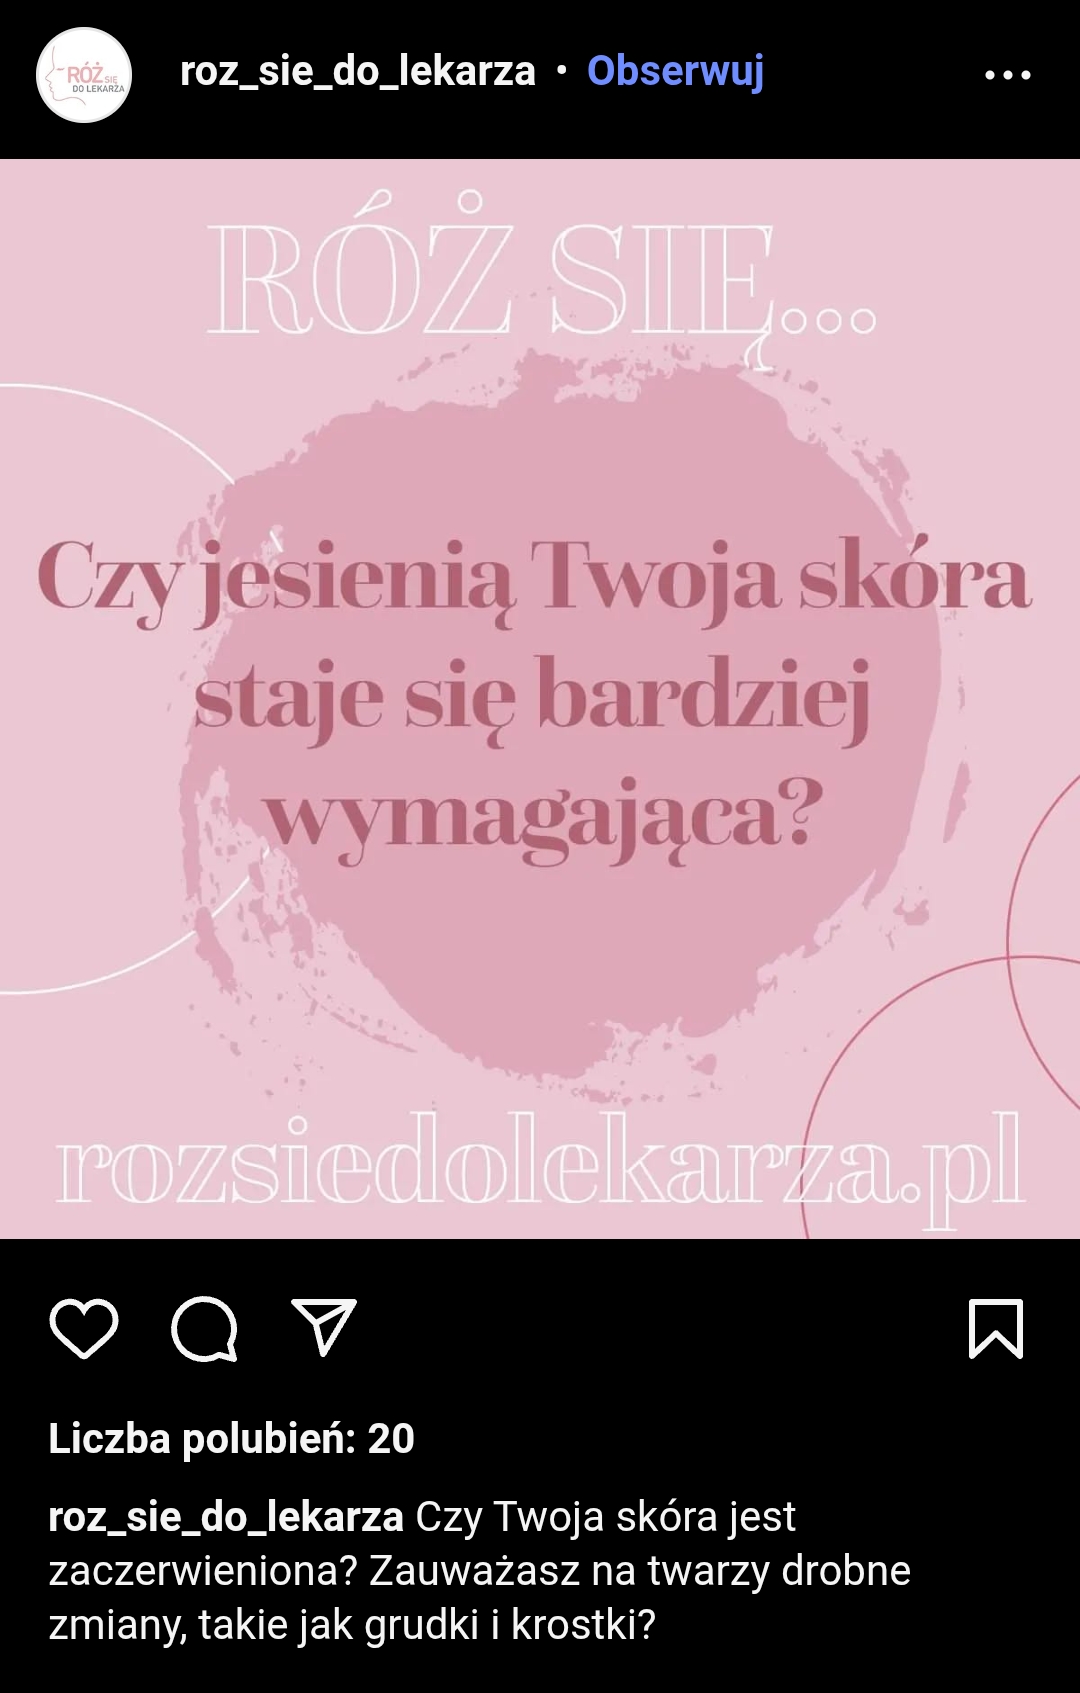 RÓŻ SIĘ
DO LEKARZA
roz_sie_do_lekarza • Obserwuj
RÓŻ SIĘ...
Czy jesienią Twoja skóra
staje się bardziej
wymagająca?
rozsiedolekarza.pl
Liczba polubień: 20
roz_sie_do_lekarza Czy Twoja skóra jest
zaczerwieniona? Zauważasz na twarzy drobne
zmiany, takie jak grudki i krostki?